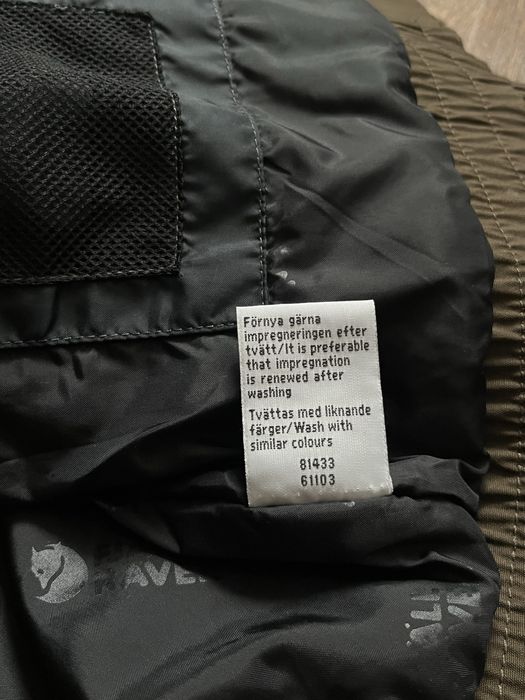 Förnya gärna
impregneringen efter
tvätt/It is preferable
that impregnation
is renewed after
washing
Tvättas med liknande
färger/Wash with
similar colours
81433
61103